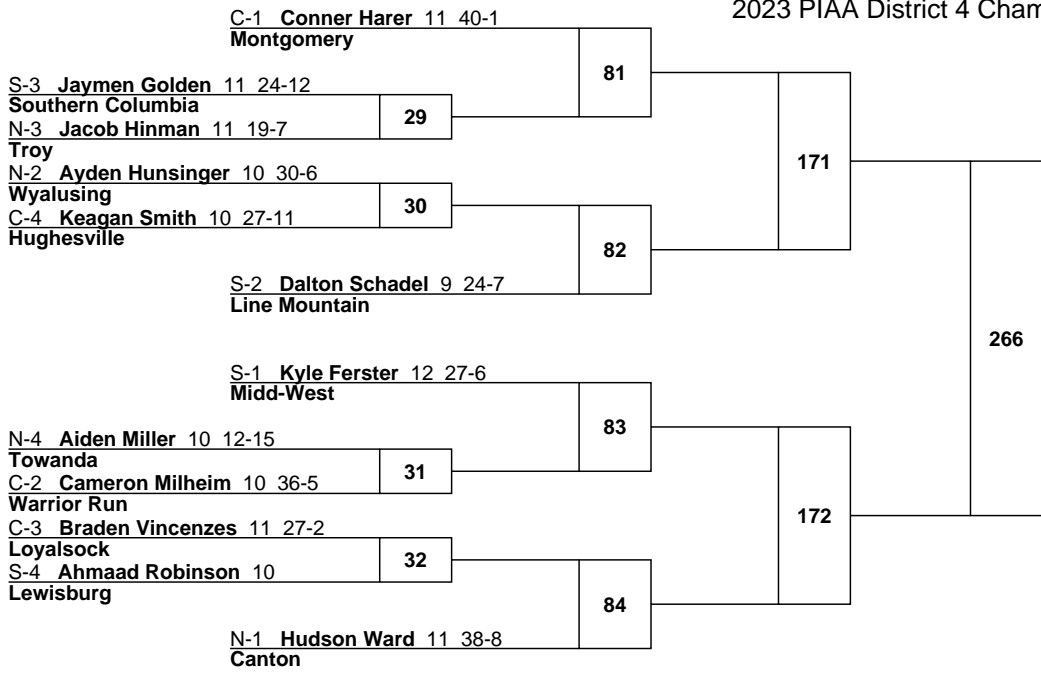 2023 PIAA District 4 Cham
C-1 Conner Harer 11 40-1
Montgomery
81
S-3 Jaymen Golden 11 24-12
Southern Columbia
29
N-3 Jacob Hinman 11 19-7
Troy
171
N-2 Ayden Hunsinger 10 30-6
Wyalusing
30
C-4 Keagan Smith 10 27-11
Hughesville
82
S-2 Dalton Schadel 9 24-7
Line Mountain
266
S-1 Kyle Ferster 12 27-6
Midd-West
83
N-4 Aiden Miller 10 12-15
Towanda
31
C-2 Cameron Milheim 10 36-5
Warrior Run
172
C-3 Braden Vincenzes 11 27-2
Loyalsock
32
S-4 Ahmaad Robinson 10
Lewisburg
84
N-1 Hudson Ward 11 38-8
Canton